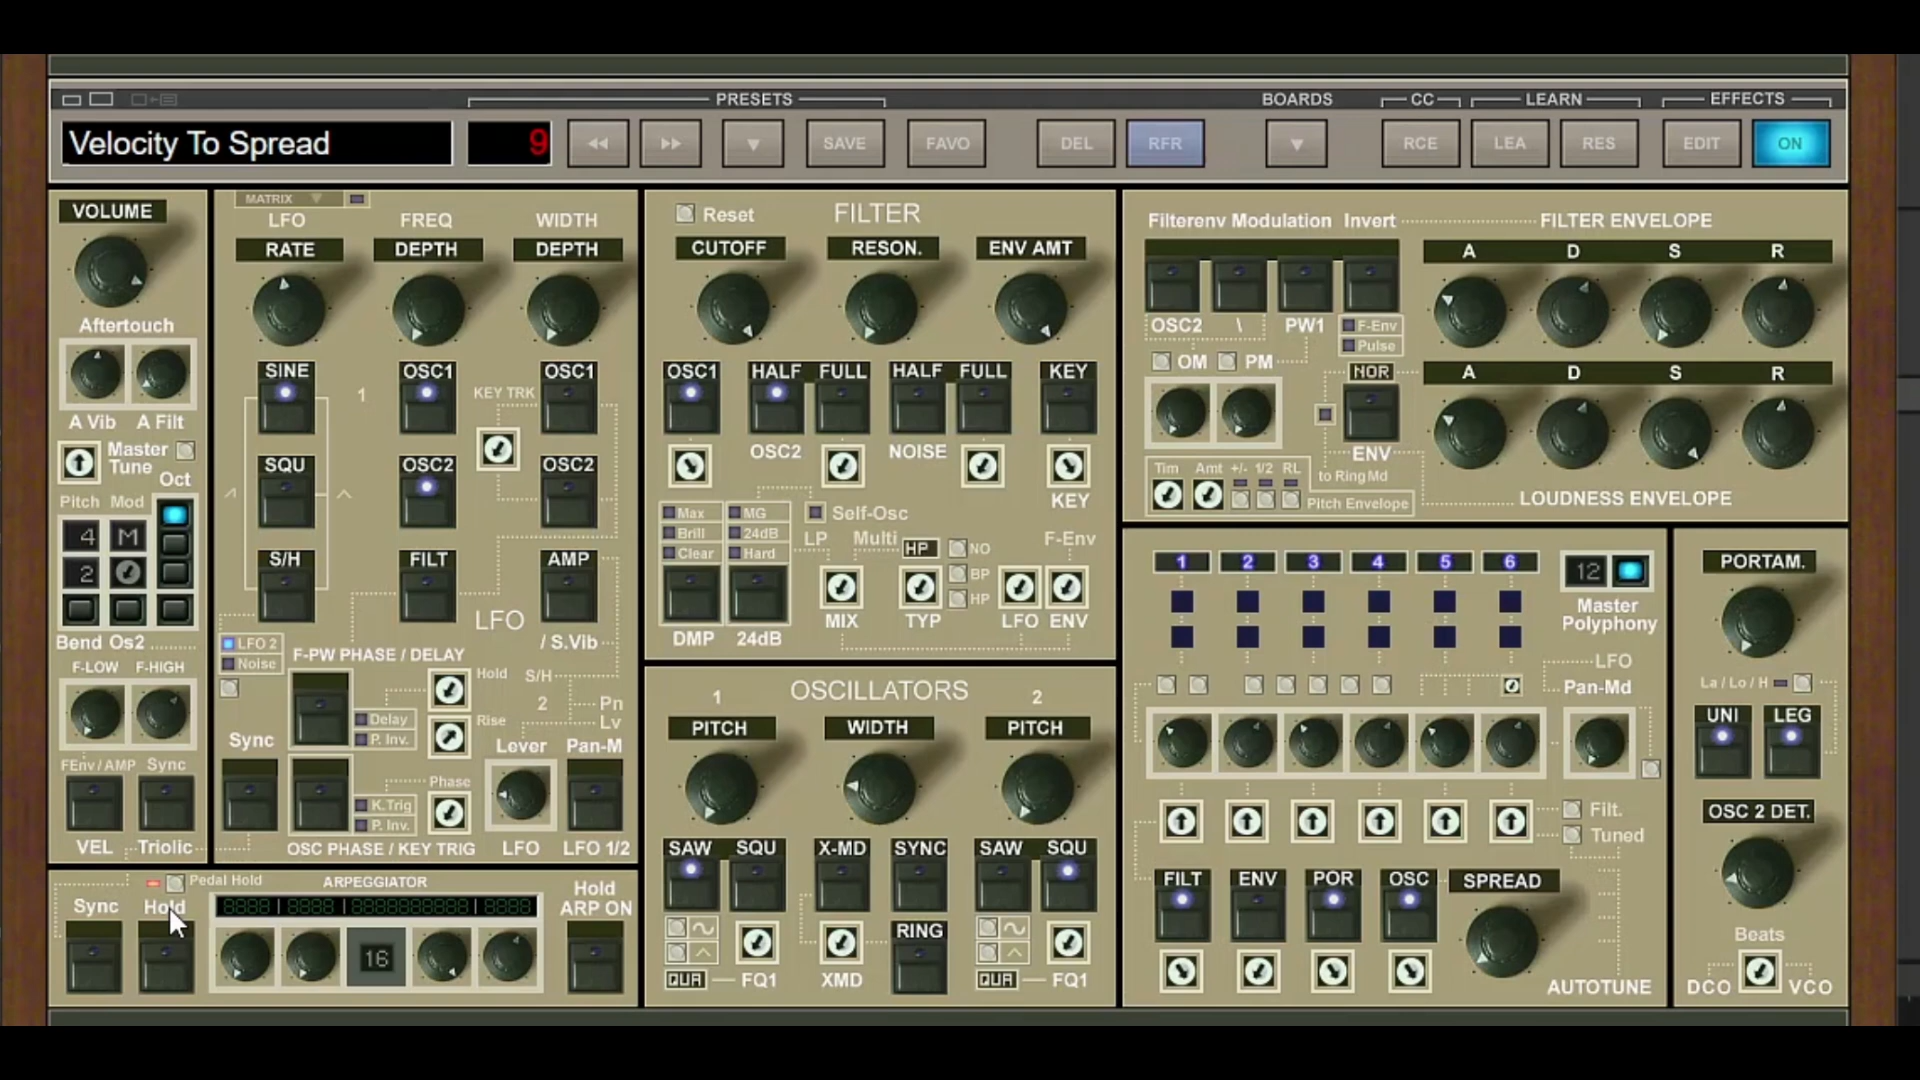 PRESETS BOARDS CC LEARN EFFECTS
Velocity To Spread 9 SAVE FAVO DEL RFR RCE LEA RES EDIT ON
VOLUME
Aftertouch
A Vib A Filt
Master
Tune
Oct
Pitch Mod
4 M
2
Bend Os2
F-LOW F-HIGH
FEnv/AMP Sync
VEL Triolic
MATRIX
LFO FREQ WIDTH
RATE DEPTH DEPTH
SINE 1 OSC1 KEY TRK OSC1
SQU OSC2 OSC2
S/H FILT AMP
LFO
LFO 2 / S.Vib
Noise F-PW PHASE / DELAY
Hold S/H
Delay 2 Pn
P. Inv. Rise Lv
Sync Lever Pan-M
Phase
K.Trig
P. Inv.
OSC PHASE / KEY TRIG LFO LFO 1/2
Pedal Hold ARPEGGIATOR Hold
Sync Hold ARP ON
16
Reset FILTER
CUTOFF RESON. ENV AMT
OSC1 HALF FULL HALF FULL KEY
OSC2 NOISE
KEY
Max MG Self-Osc
Brill 24dB LP Multi HP NO F-Env
Clear Hard BP
HP
DMP 24dB MIX TYP LFO ENV
1 OSCILLATORS 2
PITCH WIDTH PITCH
SAW SQU X-MD SYNC SAW SQU
RING
QUA FQ1 XMD QUA FQ1
Filterenv Modulation Invert FILTER ENVELOPE
A D S R
OSC2 \ PW1 F-Env
Pulse
OM PM NOR A D S R
ENV
Tim Amt +/- 1/2 RL to Ring Md
Pitch Envelope LOUDNESS ENVELOPE
1 2 3 4 5 6 12
Master
Polyphony
LFO
Pan-Md
Filt.
Tuned
FILT ENV POR OSC SPREAD
AUTOTUNE
PORTAM.
La / Lo / H
UNI LEG
OSC 2 DET.
Beats
DCO VCO